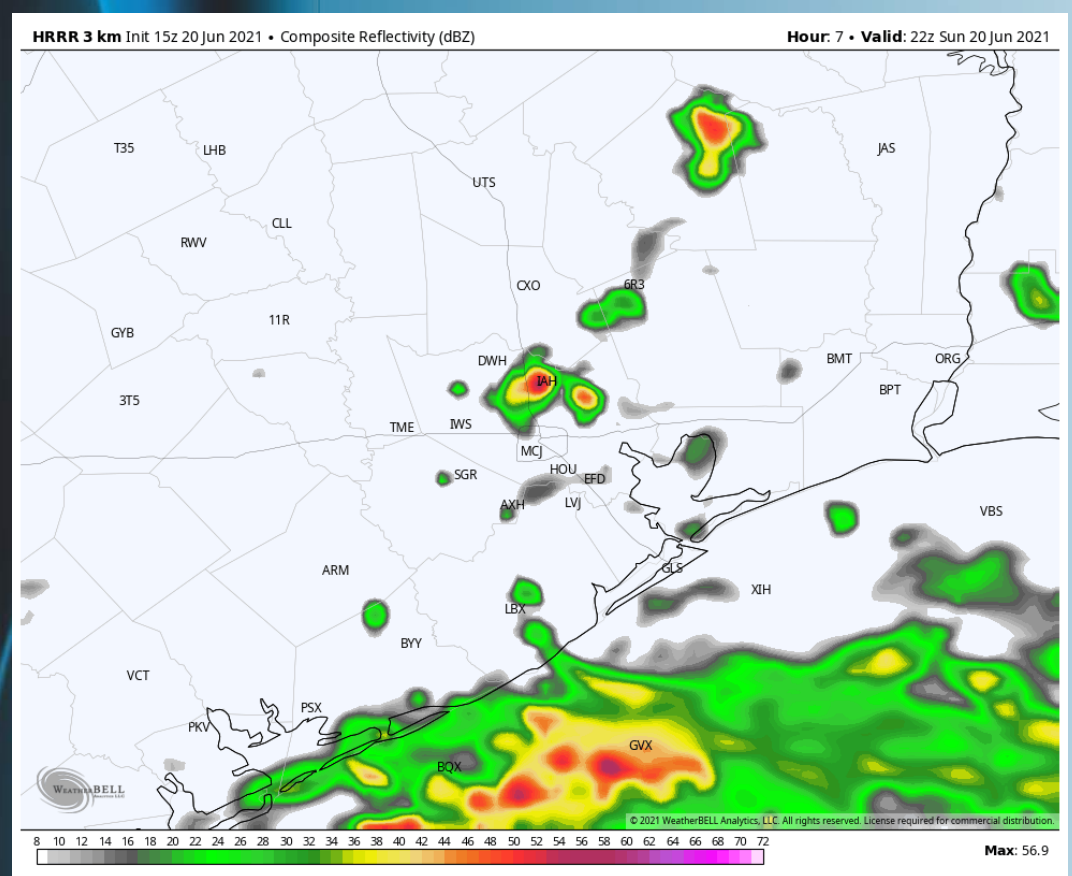 HRRR 3 km Init 15z 20 Jun 2021 • Composite Reflectivity (dBZ)
Hour: 7 • Valid: 22z Sun 20 Jun 2021
T35
LHB
JAS
UTS
CLL
RWV
CXO
6R3
11R
GYB
DWH
BMT
ORG
IAH
BPT
3T5
TME
IWS
MCJ
HOU
SGR
EFD
AXH
LVJ
VBS
ARM
GLS
XIH
LBX
BYY
VCT
PSX
PKV
GVX
BQX
WEATHERBELL
ANALYTICS LLC
© 2021 WeatherBELL Analytics, LLC. All rights reserved. License required for commercial distribution.
8 10 12 14 16 18 20 22 24 26 28 30 32 34 36 38 40 42 44 46 48 50 52 54 56 58 60 62 64 66 68 70 72
Max: 56.9